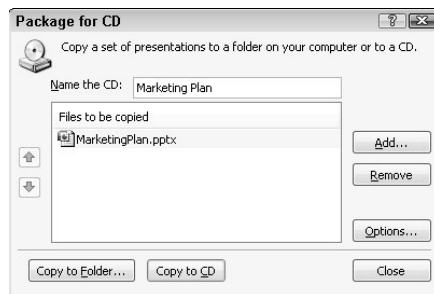 Package for CD
Copy a set of presentations to a folder on your computer or to a CD.
Name the CD: Marketing Plan
Files to be copied
MarketingPlan.pptx
Add...
Remove
Options...
Copy to Folder... Copy to CD Close